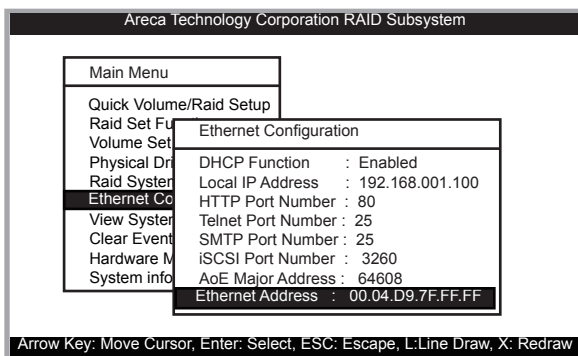 Areca Technology Corporation RAID Subsystem
Main Menu
Quick Volume/Raid Setup
Raid Set Fu
Volume Set
Physical Dri
Raid System
Ethernet Co
View System
Clear Event
Hardware M
System info
Ethernet Configuration
DHCP Function : Enabled
Local IP Address : 192.168.001.100
HTTP Port Number : 80
Telnet Port Number : 25
SMTP Port Number : 25
iSCSI Port Number : 3260
AoE Major Address : 64608
Ethernet Address : 00.04.D9.7F.FF.FF
Arrow Key: Move Cursor, Enter: Select, ESC: Escape, L:Line Draw, X: Redraw